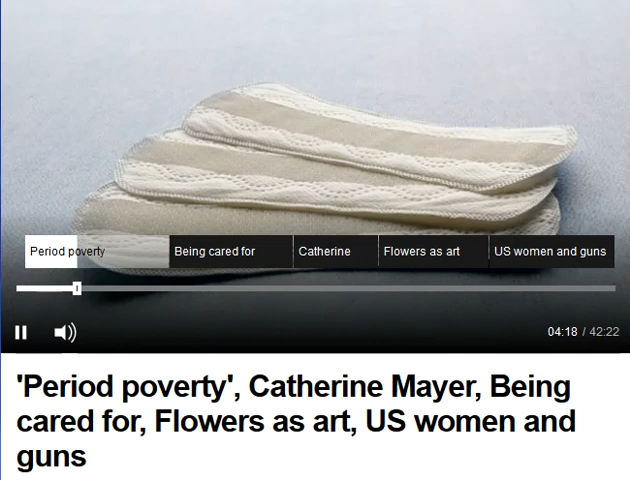 Period poverty Being cared for Catherine Flowers as art US women and guns
04:18 / 42:22
'Period poverty', Catherine Mayer, Being
cared for, Flowers as art, US women and
guns